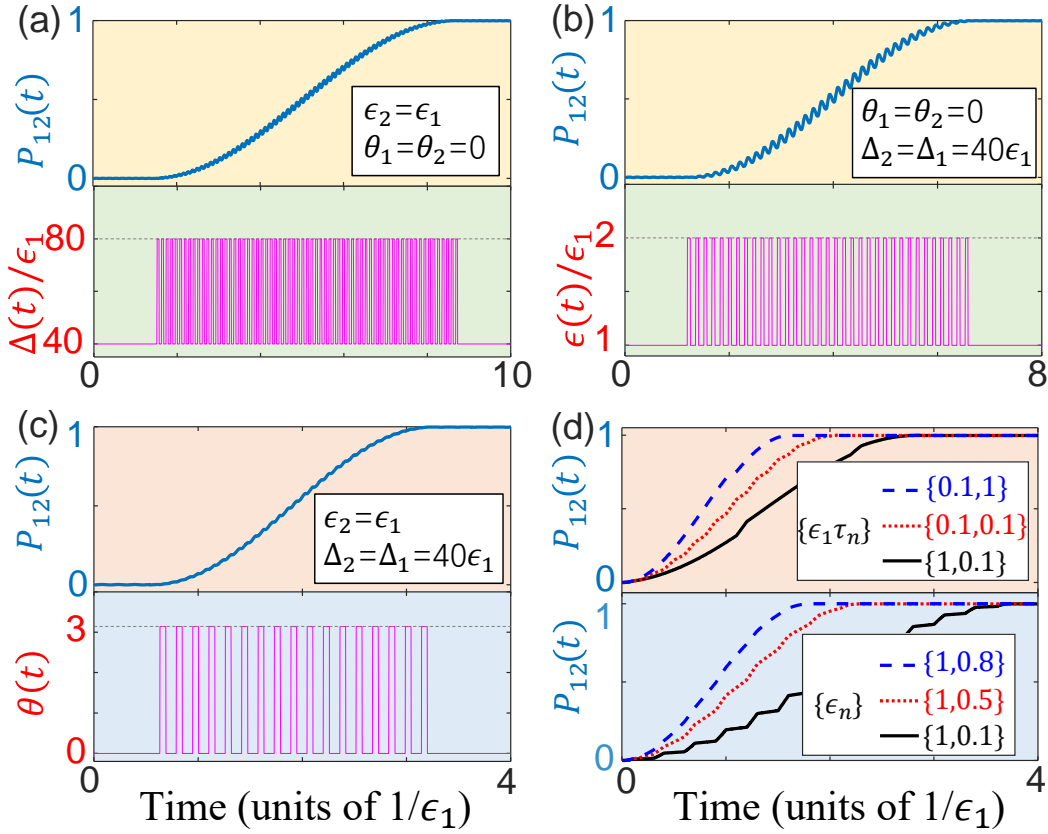 (a)
1
P₁₂(t)
0
ϵ₂=ϵ₁
θ₁=θ₂=0
80
Δ(t)/ϵ₁
40
0
10
(b)
1
P₁₂(t)
0
θ₁=θ₂=0
Δ₂=Δ₁=40ϵ₁
2
ϵ(t)/ϵ₁
1
0
8
(c)
1
P₁₂(t)
0
ϵ₂=ϵ₁
Δ₂=Δ₁=40ϵ₁
3
θ(t)
0
0
4
Time (units of 1/ϵ₁)
(d)
1
P₁₂(t)
0
{ϵ₁τₙ}
{0.1,1}
{0.1,0.1}
{1,0.1}
1
P₁₂(t)
0
{ϵₙ}
{1,0.8}
{1,0.5}
{1,0.1}
0
4
Time (units of 1/ϵ₁)